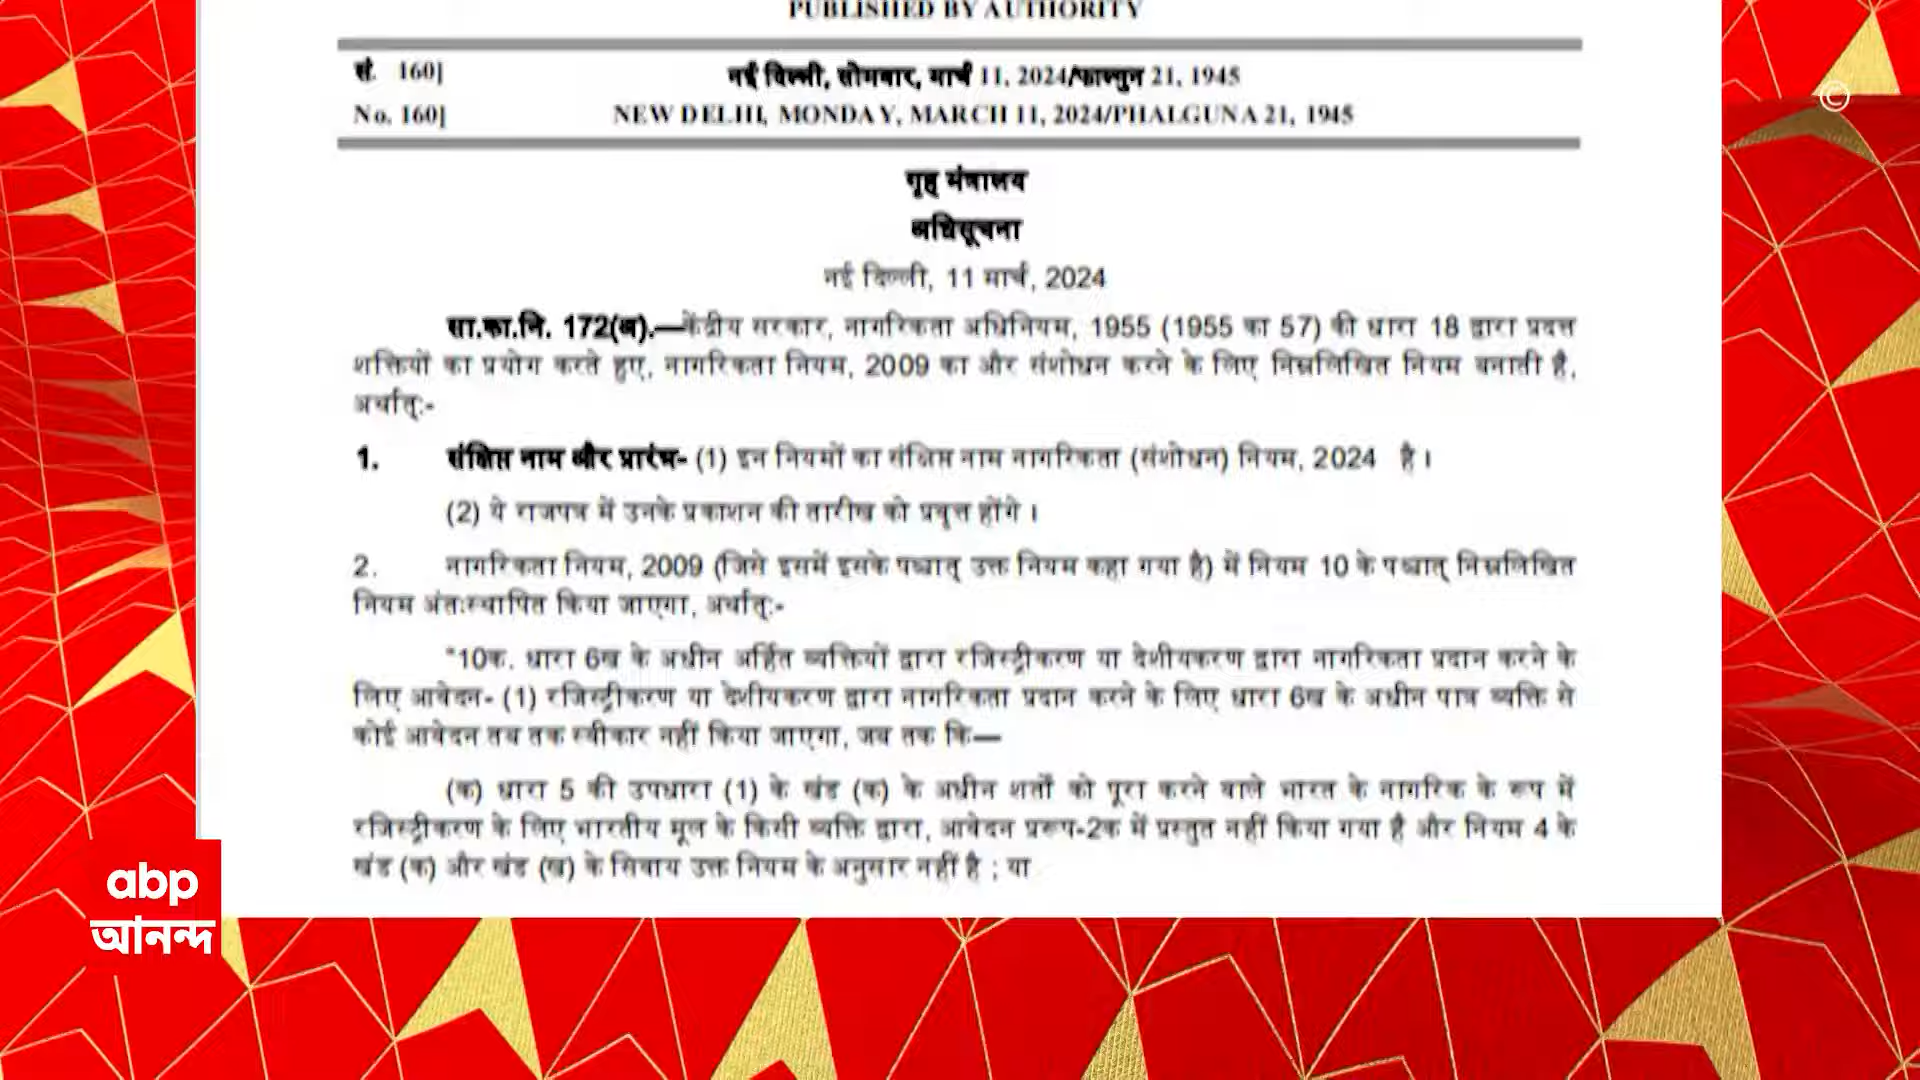 PUBLISHED BY AUTHORITY
सं. 160]
नई दिल्ली, सोमवार, मार्च 11, 2024/फाल्गुन 21, 1945
No. 160]
NEW DELHI, MONDAY, MARCH 11, 2024/PHALGUNA 21, 1945
गृह मंत्रालय
अधिसूचना
नई दिल्ली, 11 मार्च, 2024
सा.का.नि. 172(अ).—केंद्रीय सरकार, नागरिकता अधिनियम, 1955 (1955 का 57) की धारा 18 द्वारा प्रदत्त
शक्तियों का प्रयोग करते हुए, नागरिकता नियम, 2009 का और संशोधन करने के लिए निम्नलिखित नियम बनाती है,
अर्थात्:-
1. संक्षिप्त नाम और प्रारंभ- (1) इन नियमों का संक्षिप्त नाम नागरिकता (संशोधन) नियम, 2024 है।
(2) ये राजपत्र में उनके प्रकाशन की तारीख को प्रवृत्त होंगे।
2. नागरिकता नियम, 2009 (जिसे इसमें इसके पश्चात् उक्त नियम कहा गया है) में नियम 10 के पश्चात् निम्नलिखित
नियम अंतःस्थापित किया जाएगा, अर्थात्:-
"10क. धारा 6ख के अधीन अर्हित व्यक्तियों द्वारा रजिस्ट्रीकरण या देशीयकरण द्वारा नागरिकता प्रदान करने के
लिए आवेदन- (1) रजिस्ट्रीकरण या देशीयकरण द्वारा नागरिकता प्रदान करने के लिए धारा 6ख के अधीन पात्र व्यक्ति से
कोई आवेदन तब तक स्वीकार नहीं किया जाएगा, जब तक कि—
(क) धारा 5 की उपधारा (1) के खंड (क) के अधीन शर्तों को पूरा करने वाले भारत के नागरिक के रूप में
रजिस्ट्रीकरण के लिए भारतीय मूल के किसी व्यक्ति द्वारा, आवेदन प्ररूप-2क में प्रस्तुत नहीं किया गया है और नियम 4 के
खंड (क) और खंड (ख) के सिवाय उक्त नियम के अनुसार नहीं है ; या
abp
আনন্দ
©